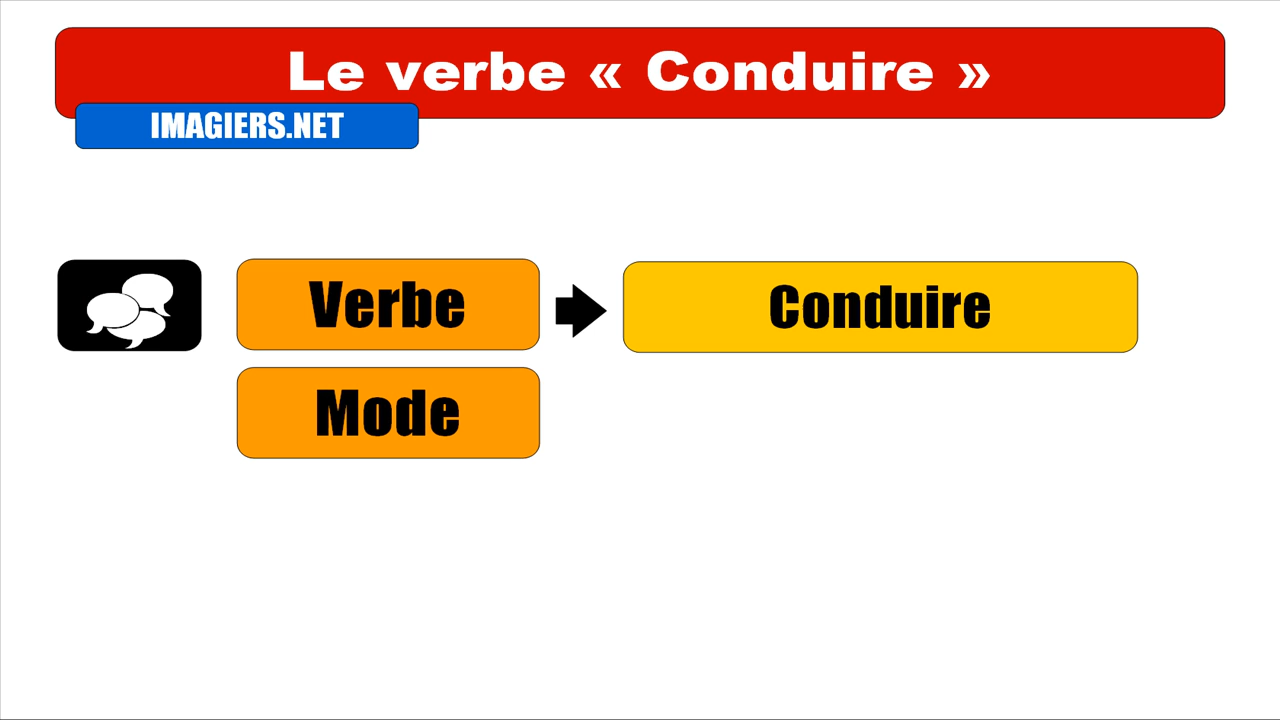 Le verbe « Conduire »
IMAGIERS.NET
Verbe
Conduire
Mode